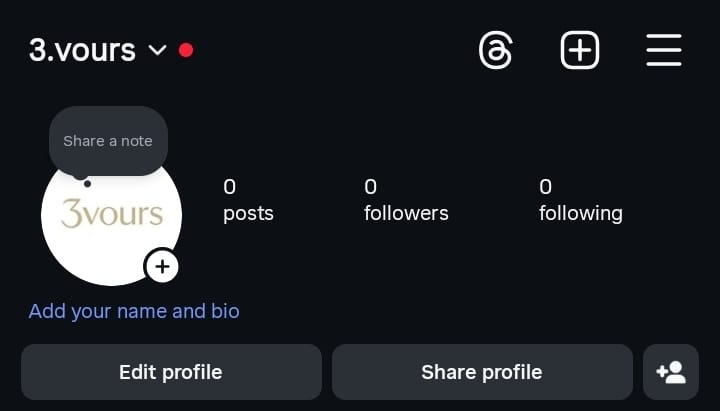 3.vours
Share a note
3vours
0 posts
0 followers
0 following
Add your name and bio
Edit profile
Share profile